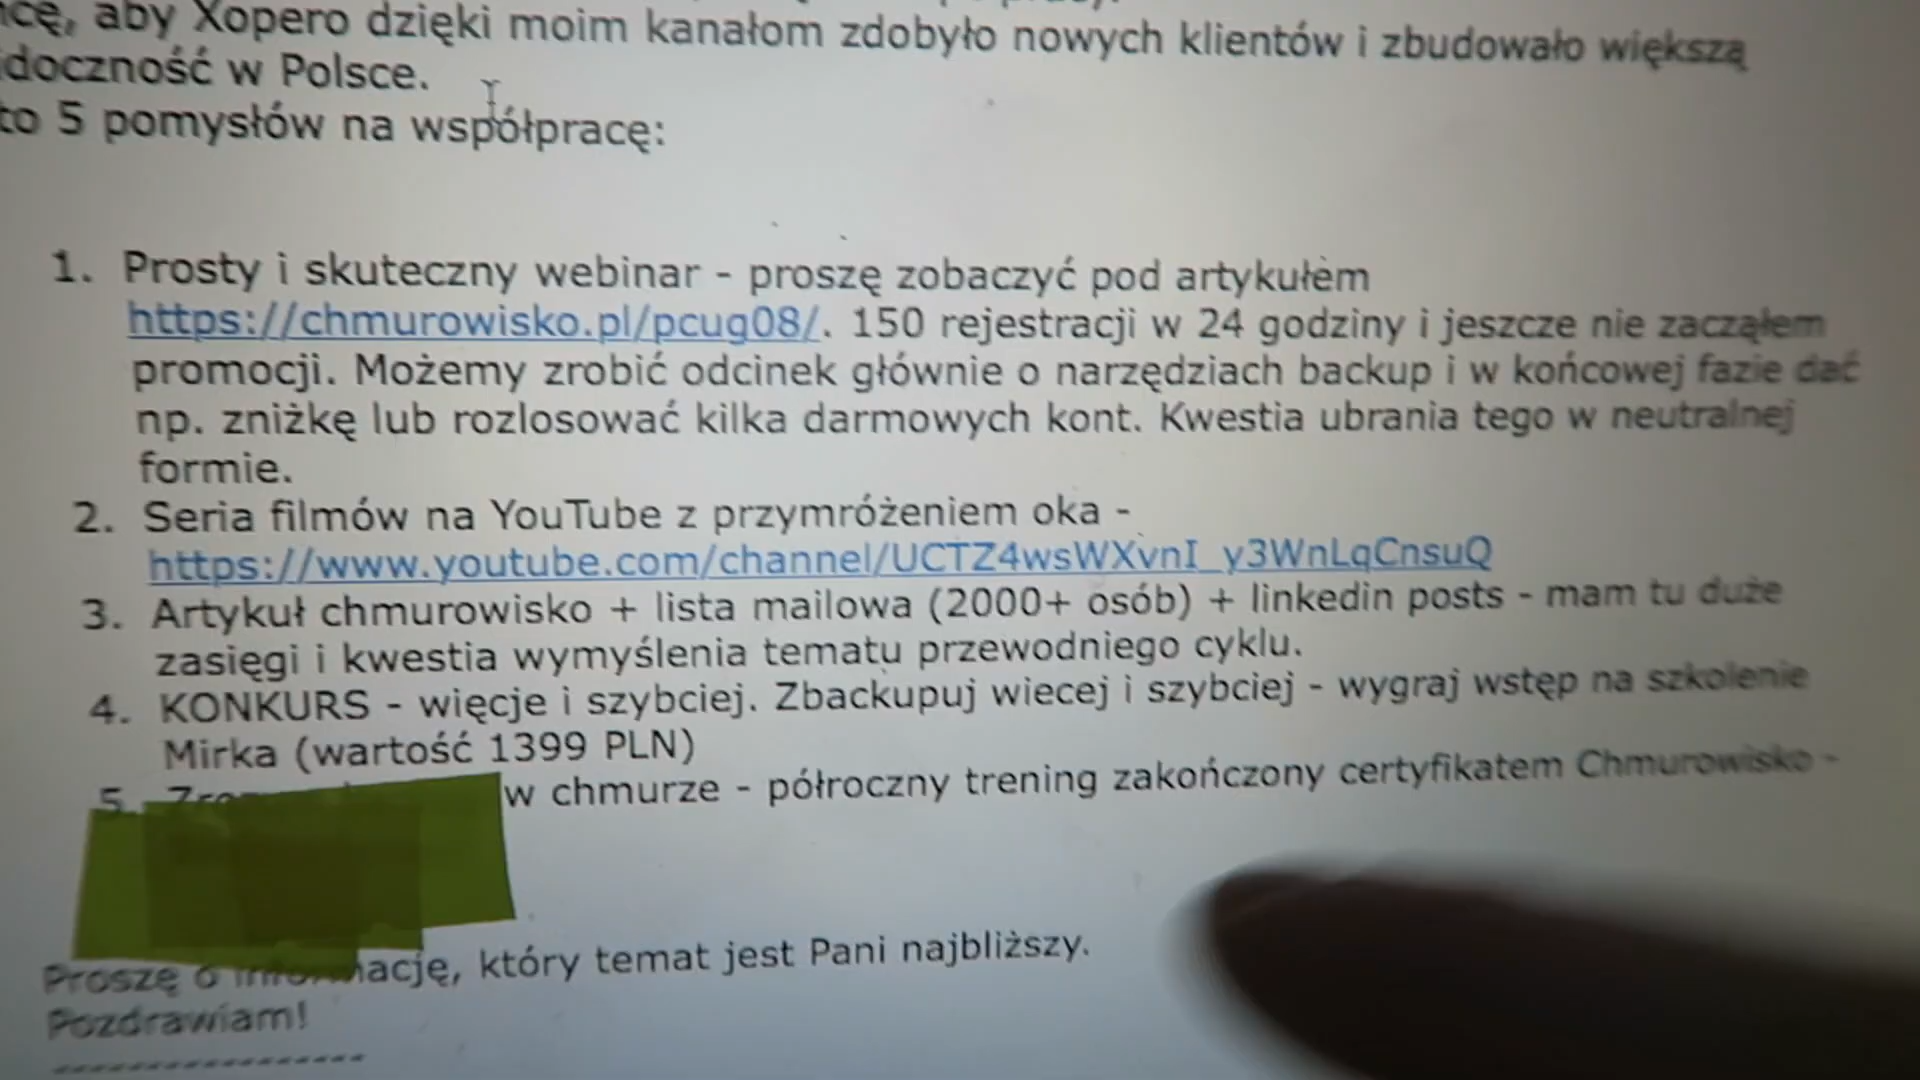 aby Xopero dzięki moim kanałom zdobyło nowych klientów i zbudowało większą
doczność w Polsce.
to 5 pomysłów na współpracę:
1. Prosty i skuteczny webinar - proszę zobaczyć pod artykułem
https://chmurowisko.pl/pcug08/. 150 rejestracji w 24 godziny i jeszcze nie zacząłem
promocji. Możemy zrobić odcinek głównie o narzędziach backup i w końcowej fazie dać
np. zniżkę lub rozlosować kilka darmowych kont. Kwestia ubrania tego w neutralnej
formie.
2. Seria filmów na YouTube z przymróżeniem oka -
https://www.youtube.com/channel/UCTZ4wsWXvnI_y3WnLqCnsuQ
3. Artykuł chmurowisko + lista mailowa (2000+ osób) + linkedin posts - mam tu duże
zasięgi i kwestia wymyślenia tematu przewodniego cyklu.
4. KONKURS - więcje i szybciej. Zbackupuj wiecej i szybciej - wygraj wstęp na szkolenie
Mirka (wartość 1399 PLN)
5. w chmurze - półroczny trening zakończony certyfikatem Chmurowisko -
Proszę o informację, który temat jest Pani najbliższy.
Pozdrawiam!
-----------------